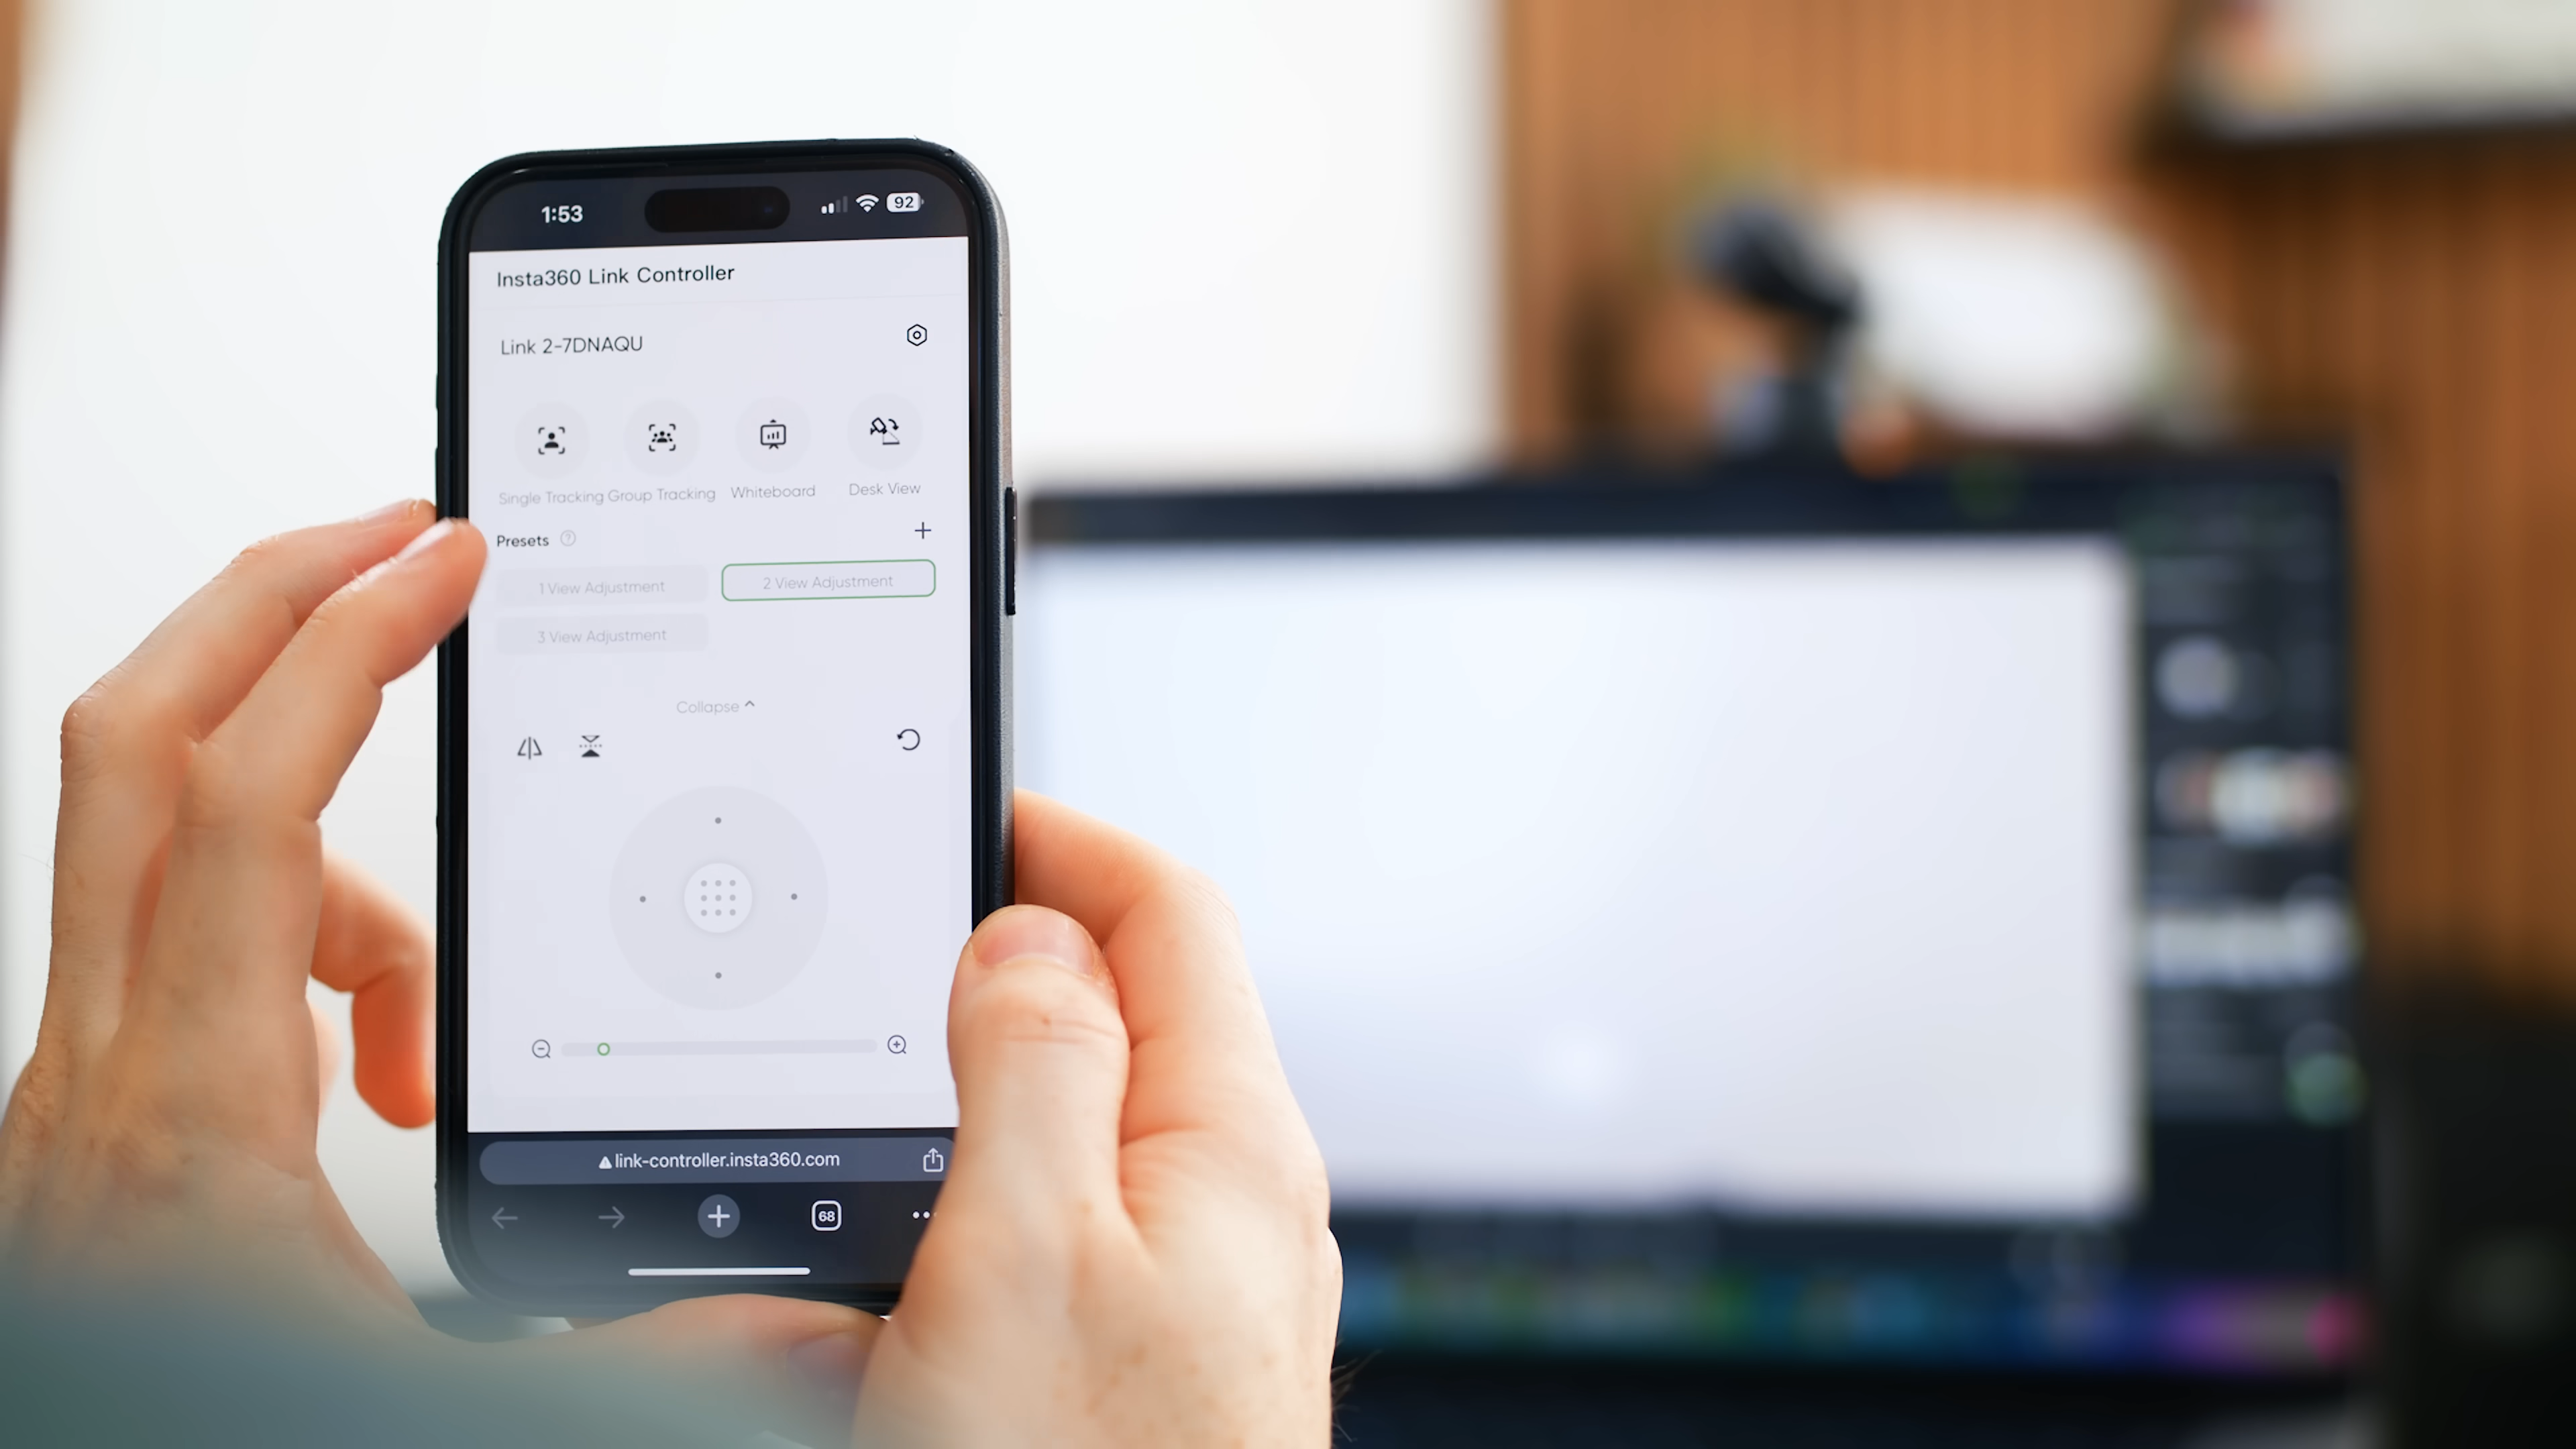 1:53
92
Insta360 Link Controller
Link 2-7DNAQU
Single Tracking Group Tracking Whiteboard Desk View
Presets ?
1 View Adjustment 2 View Adjustment
3 View Adjustment
Collapse
link-controller.insta360.com
68